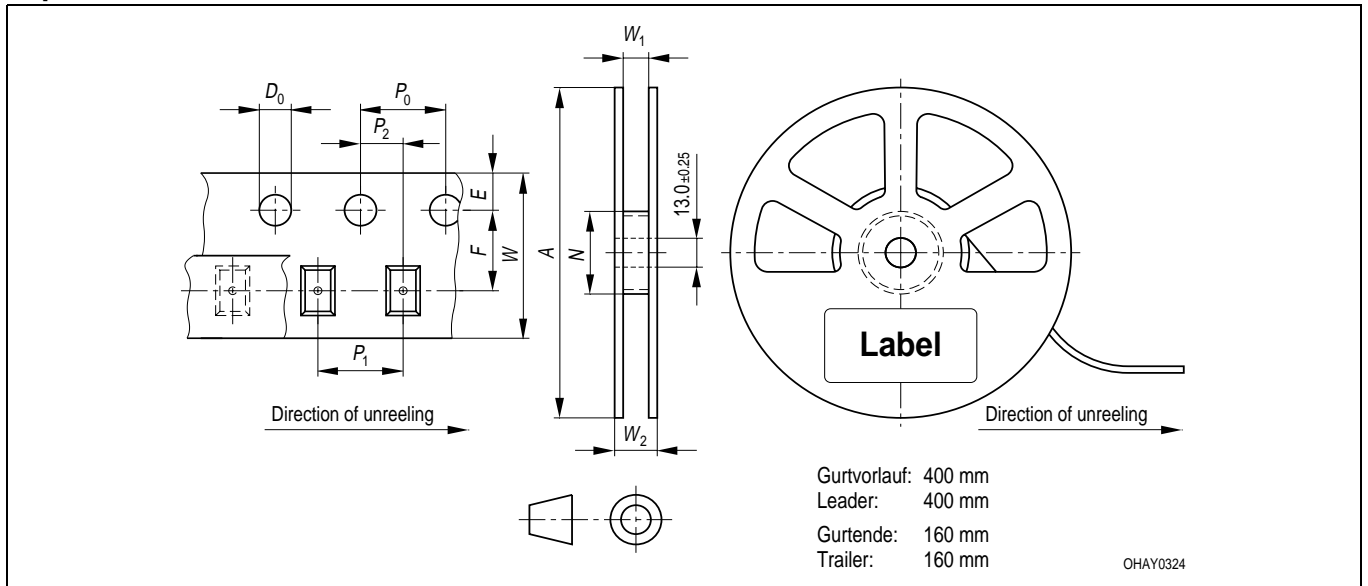 W1
D0
P0
P2
E
F
W
A
N
13.0 ±0.25
P1
Label
Direction of unreeling
W2
Direction of unreeling
Gurtvorlauf: 400 mm
Leader: 400 mm
Gurtende: 160 mm
Trailer: 160 mm
OHAY0324